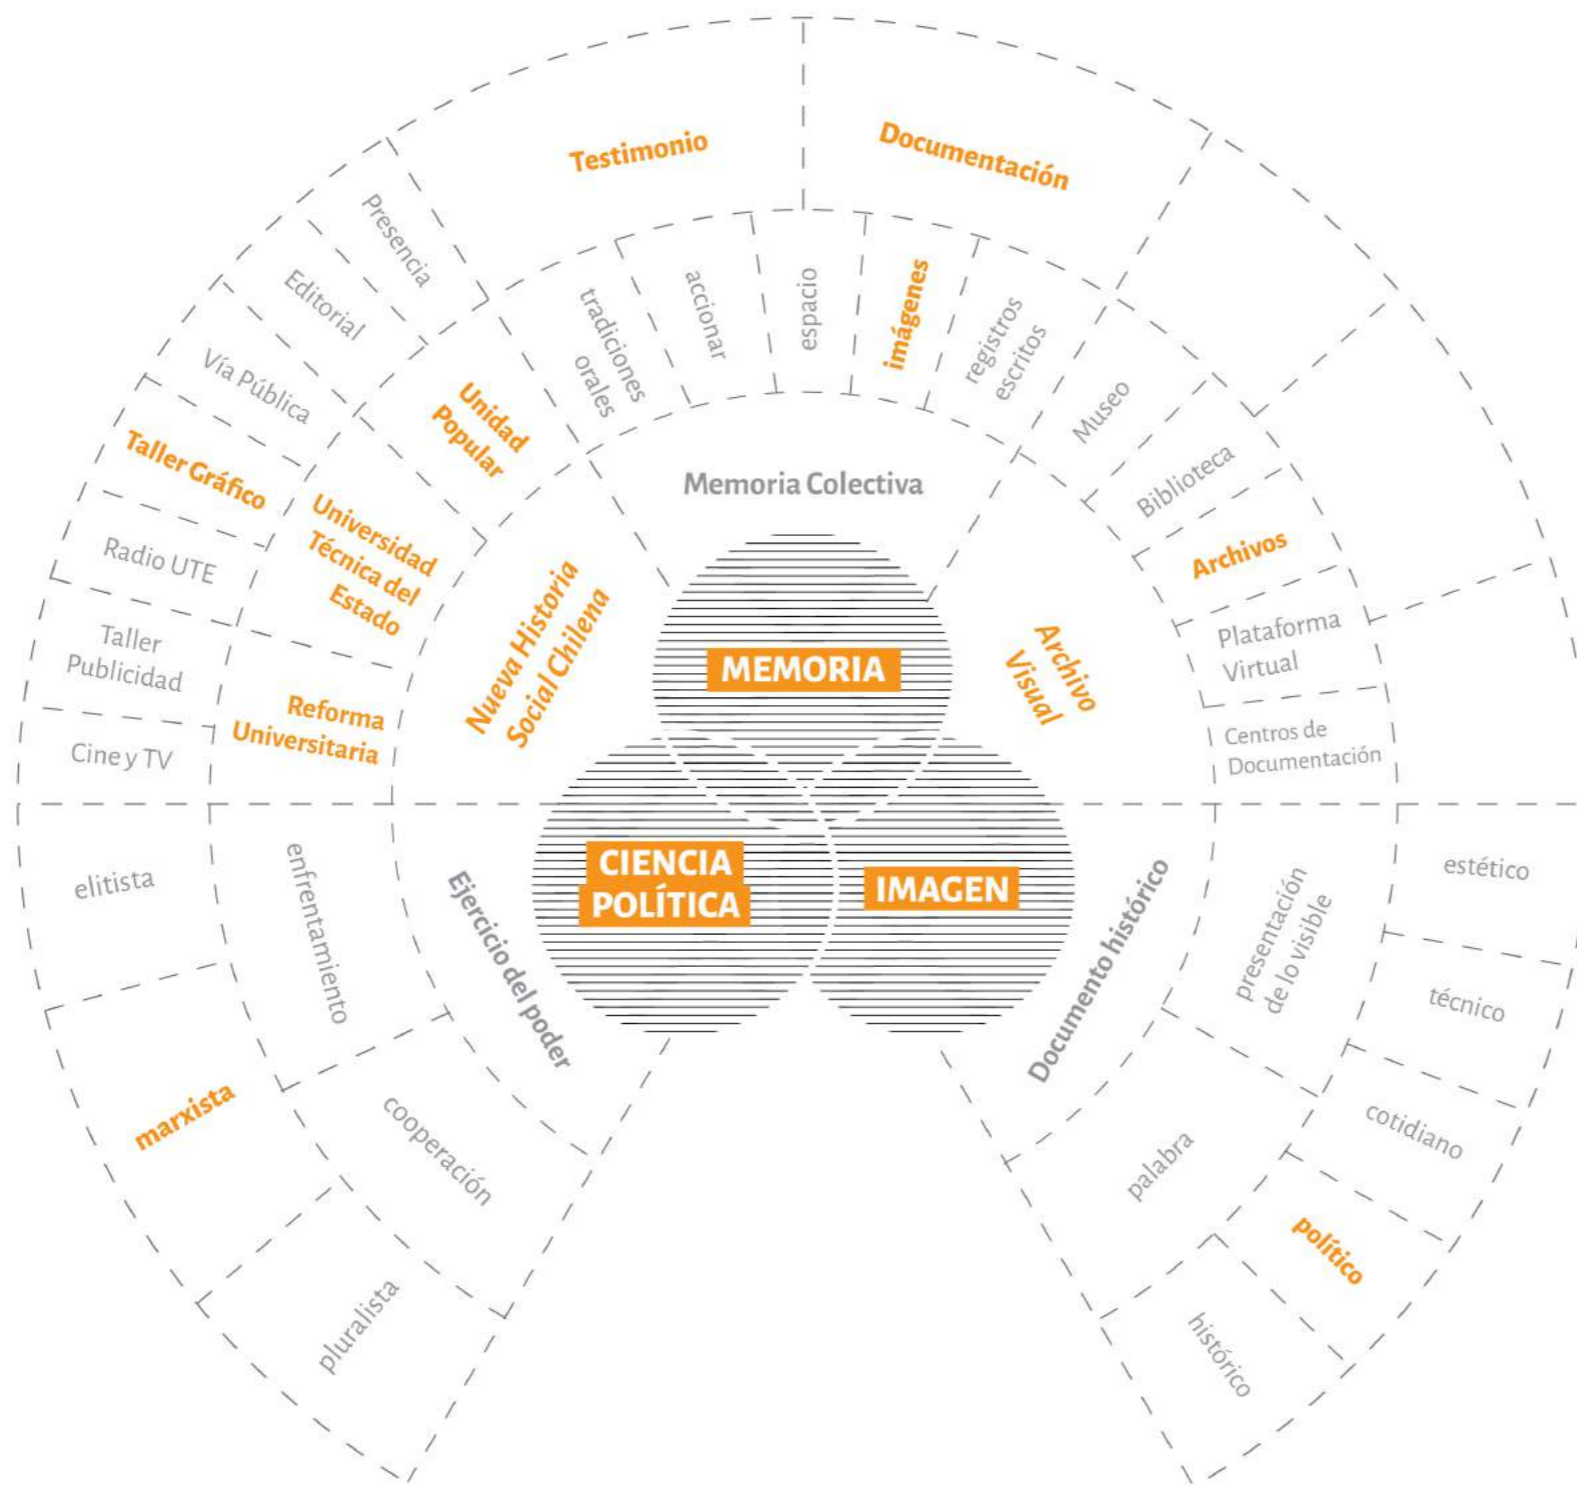 Testimonio
Documentación
Presencia
Editorial
Vía Pública
Taller Gráfico
Radio UTE
Taller
Publicidad
Cine y TV
elitista
marxista
pluralista
tradiciones
orales
accionar
espacio
imágenes
registros
escritos
Museo
Biblioteca
Archivos
Plataforma
Virtual
Centros de
Documentación
Unidad
Popular
Universidad
Técnica del
Estado
Reforma
Universitaria
enfrentamiento
cooperación
Memoria Colectiva
Nueva Historia
Social Chilena
Archivo
Visual
Ejercicio del poder
Documento histórico
MEMORIA
CIENCIA
POLÍTICA
IMAGEN
presentación
de lo visible
palabra
estético
técnico
cotidiano
político
histórico